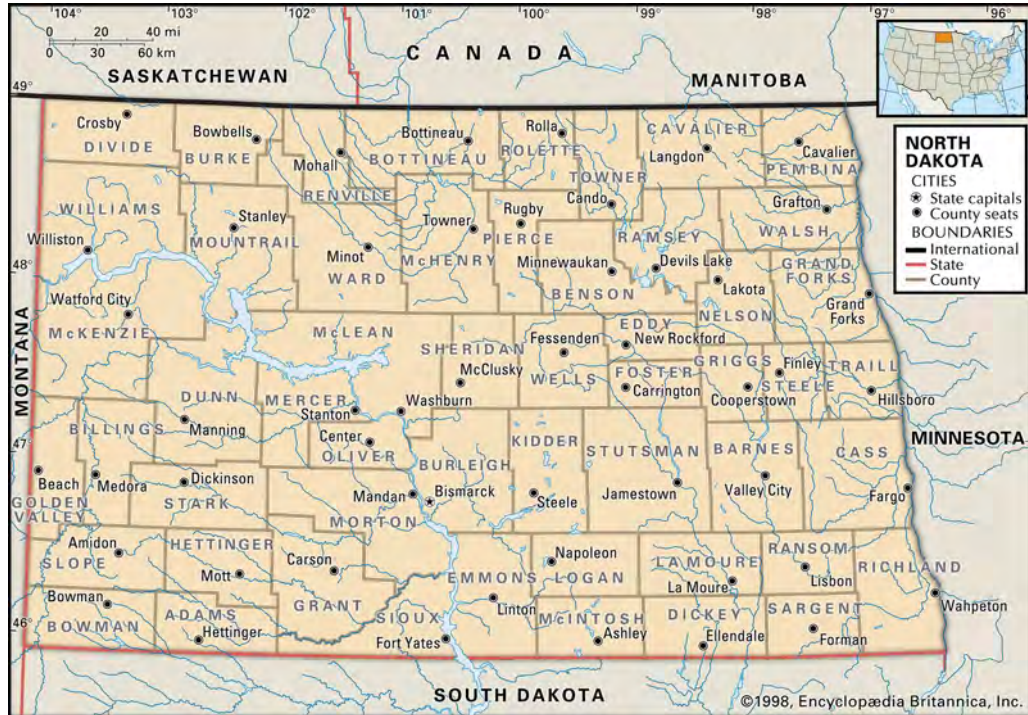 104° 103° 102° 101° 100° 99° 98° 97° 96°
0 20 40 mi
0 30 60 km
CANADA
SASKATCHEWAN
MANITOBA
49°
48°
47°
46°
MONTANA
MINNESOTA
SOUTH DAKOTA
NORTH
DAKOTA
CITIES
State capitals
County seats
BOUNDARIES
International
State
County
Crosby
DIVIDE
Bowbells
BURKE
Mohall
RENVILLE
Bottineau
BOTTINEAU
Rolla
ROLETTE
TOWNER
Cando
CAVALIER
Langdon
Cavalier
PEMBINA
WILLIAMS
Williston
Stanley
MOUNTRAIL
Minot
WARD
Towner
McHENRY
Rugby
PIERCE
Minnewaukan
BENSON
RAMSEY
Devils Lake
Grafton
WALSH
Lakota
NELSON
GRAND
FORKS
Grand
Forks
Watford City
McKENZIE
McLEAN
SHERIDAN
McClusky
Fessenden
WELLS
EDDY
New Rockford
FOSTER
Carrington
GRIGGS
Cooperstown
Finley
STEELE
TRAILL
Hillsboro
DUNN
Manning
MERCER
Stanton
Washburn
Center
OLIVER
BILLINGS
Medora
Beach
GOLDEN
VALLEY
Dickinson
STARK
Mandan
MORTON
BURLEIGH
Bismarck
KIDDER
Steele
STUTSMAN
Jamestown
BARNES
Valley City
CASS
Fargo
Amidon
SLOPE
HETTINGER
Mott
Carson
GRANT
Bowman
BOWMAN
ADAMS
Hettinger
SIOUX
Fort Yates
EMMONS
Linton
Napoleon
LOGAN
McINTOSH
Ashley
LAMOURE
La Moure
DICKEY
Ellendale
RANSOM
Lisbon
SARGENT
Forman
RICHLAND
Wahpeton
©1998, Encyclopædia Britannica, Inc.